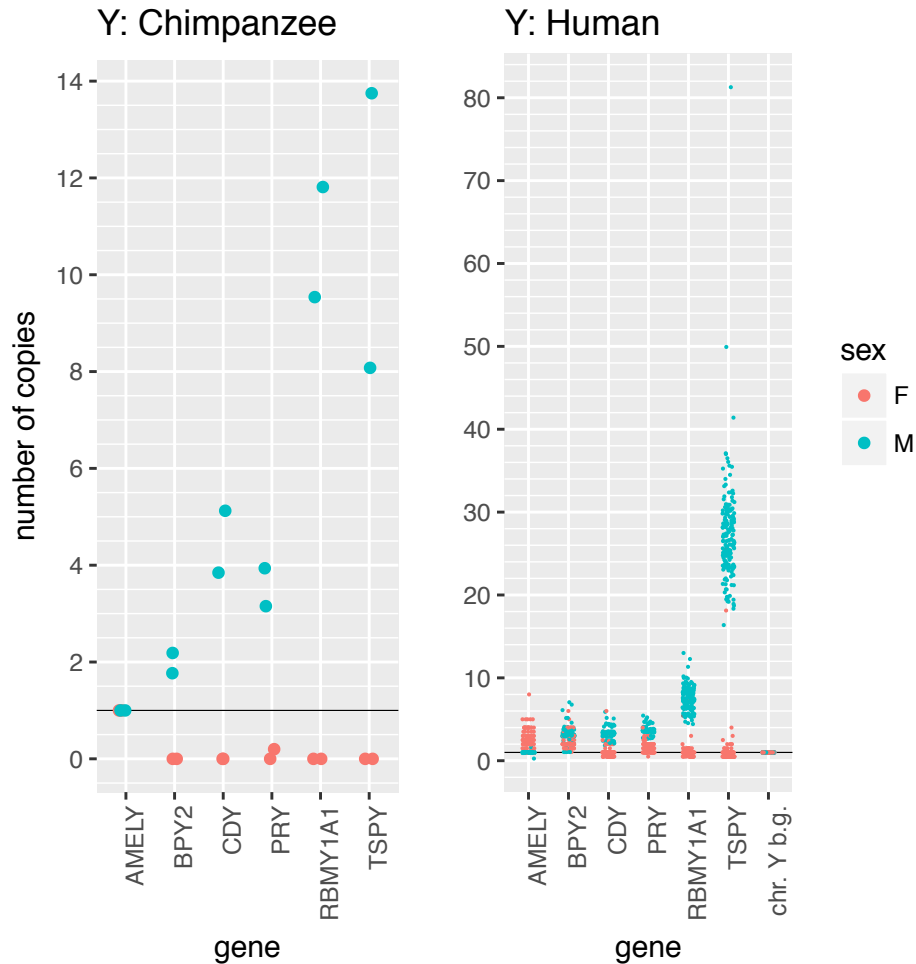 Y: Chimpanzee
number of copies
14
12
10
8
6
4
2
0
AMELY
BPY2
CDY
PRY
RBMY1A1
TSPY
gene
Y: Human
80
70
60
50
40
30
20
10
0
AMELY
BPY2
CDY
PRY
RBMY1A1
TSPY
chr. Y b.g.
gene
sex
F
M